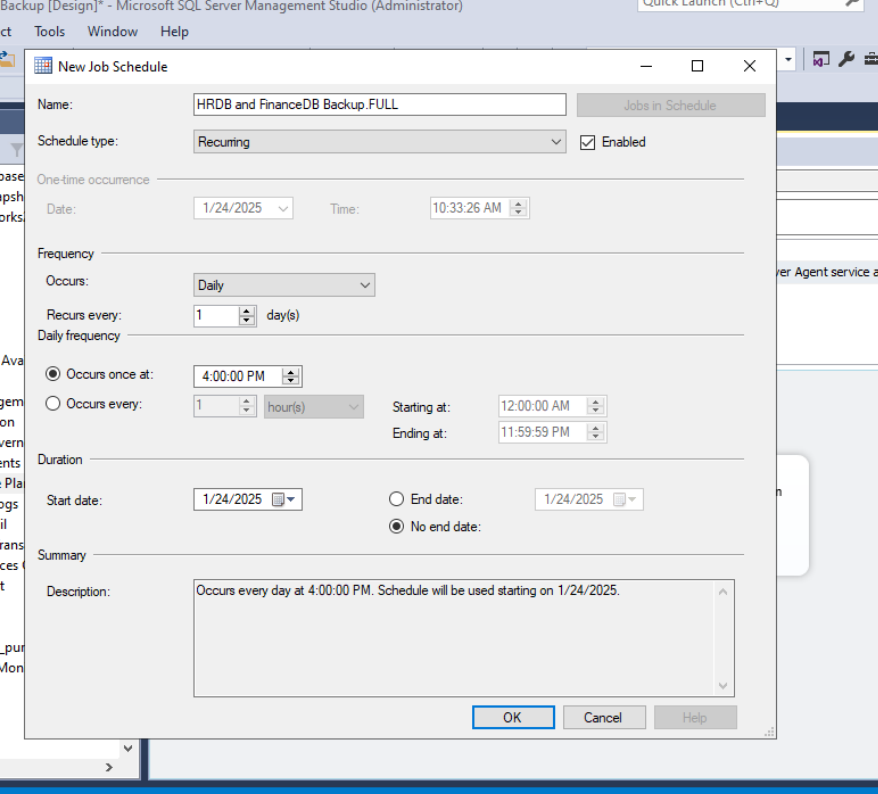 Backup [Design]* - Microsoft SQL Server Management Studio (Administrator)
Quick Launch (Ctrl+Q)
ct Tools Window Help
New Job Schedule
Name: HRDB and FinanceDB Backup.FULL Jobs in Schedule
Schedule type: Recurring Enabled
One-time occurrence
Date: 1/24/2025 Time: 10:33:26 AM
Frequency
Occurs: Daily
Recurs every: 1 day(s)
Daily frequency
Occurs once at: 4:00:00 PM
Occurs every: 1 hour(s) Starting at: 12:00:00 AM
Ending at: 11:59:59 PM
Duration
Start date: 1/24/2025 End date: 1/24/2025
No end date:
Summary
Description: Occurs every day at 4:00:00 PM. Schedule will be used starting on 1/24/2025.
OK Cancel Help
base
apsh
orks
Ava
gem
on
vern
ents
Pla
ogs
il
rans
ces
t
_pur
Mon
ver Agent service a
n